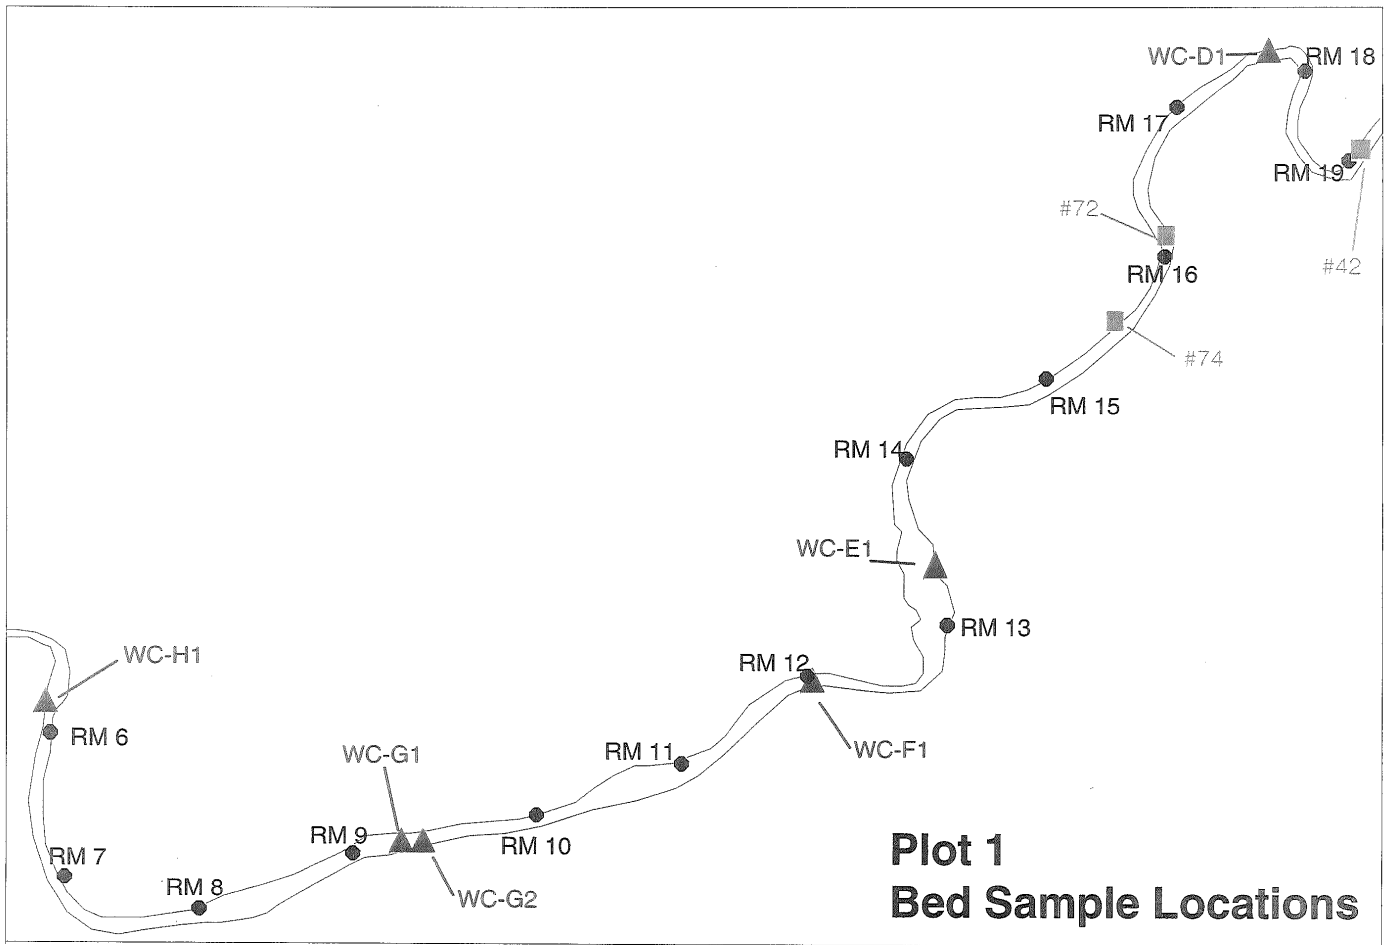 WC-D1
RM 18
RM 17
RM 19
#72
#42
RM 16
#74
RM 15
RM 14
WC-E1
RM 13
WC-H1
RM 12
RM 6
WC-G1
RM 11
WC-F1
RM 9
RM 10
RM 7
RM 8
WC-G2
Plot 1
Bed Sample Locations